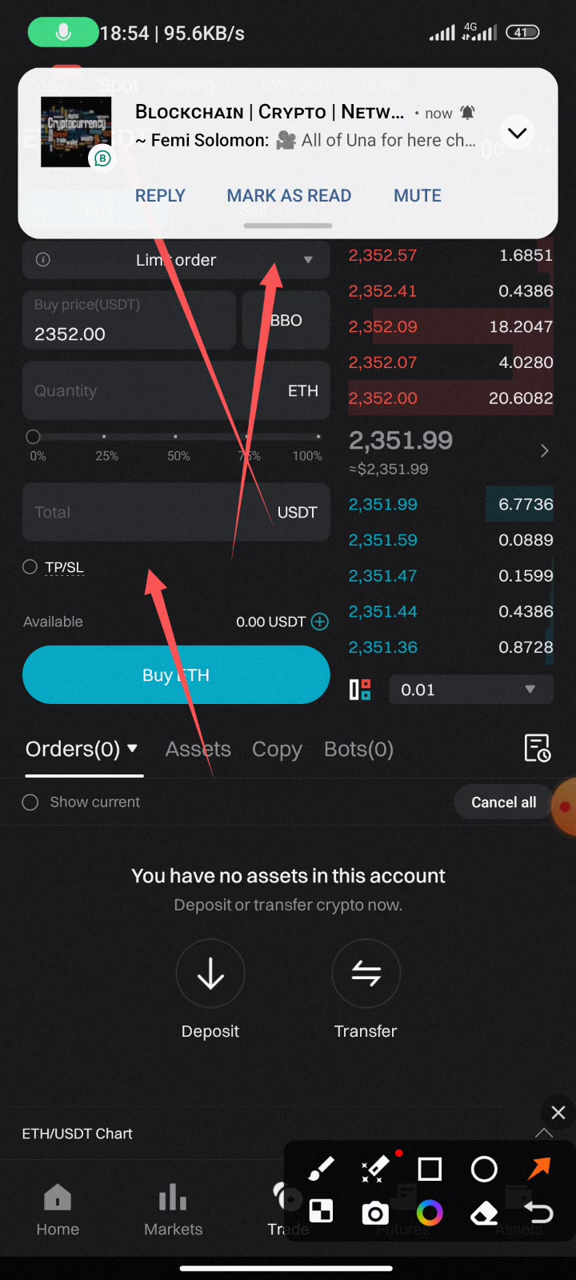 18:54 | 95.6KB/s
4G
41
Spot Margin Convert
Blockchain | Crypto | Netw... • now
Cryptocurrency
~ Femi Solomon: 🎥 All of Una for here ch...
REPLY MARK AS READ MUTE
Limit order
2,352.57 1.6851
Buy price(USDT)
2352.00
BBO
2,352.41 0.4386
2,352.09 18.2047
2,352.07 4.0280
Quantity ETH
2,352.00 20.6082
0% 25% 50% 75% 100%
2,351.99
≈$2,351.99
Total USDT
2,351.99 6.7736
2,351.59 0.0889
TP/SL
2,351.47 0.1599
Available 0.00 USDT
2,351.44 0.4386
2,351.36 0.8728
Buy ETH
0.01
Orders(0) Assets Copy Bots(0)
Show current
Cancel all
You have no assets in this account
Deposit or transfer crypto now.
Deposit Transfer
ETH/USDT Chart
Home Markets Trade Futures Assets